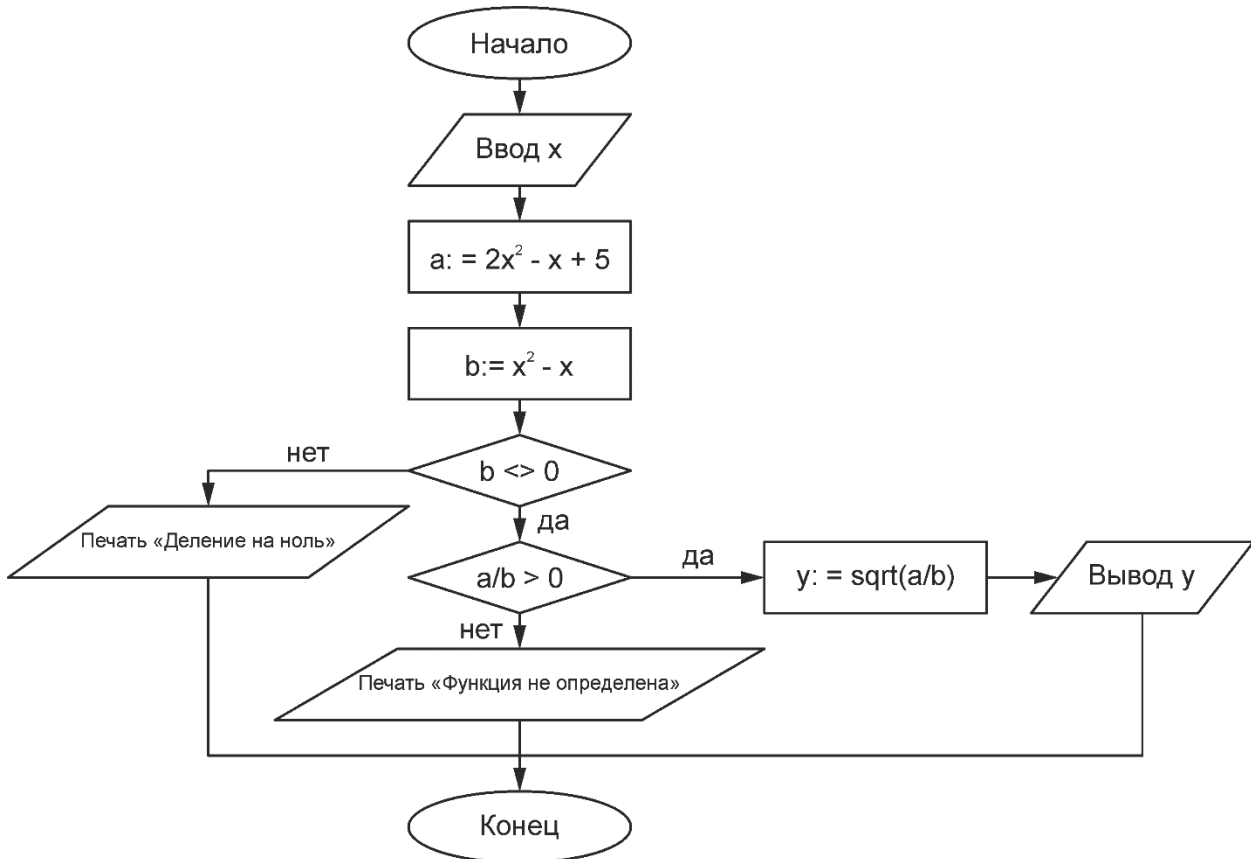 Начало
Ввод x
a: = 2x² - x + 5
b:= x² - x
b <> 0
нет
да
Печать «Деление на ноль»
a/b > 0
да
y: = sqrt(a/b)
Вывод y
нет
Печать «Функция не определена»
Конец